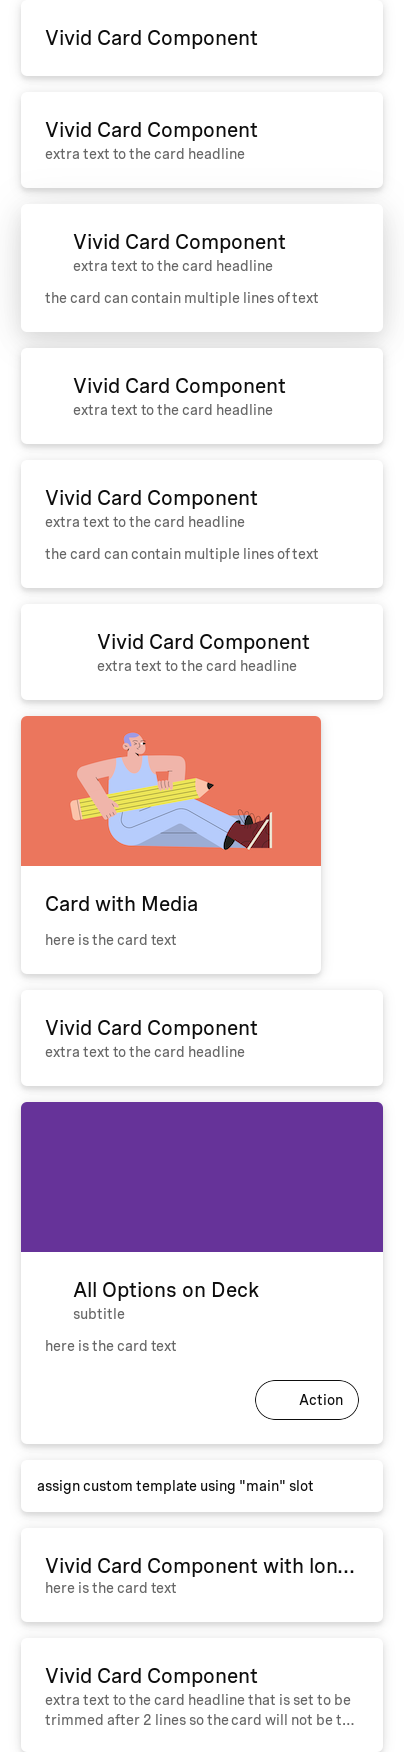 Vivid Card Component
Vivid Card Component
extra text to the card headline
Vivid Card Component
extra text to the card headline
the card can contain multiple lines of text
Vivid Card Component
extra text to the card headline
Vivid Card Component
extra text to the card headline
the card can contain multiple lines of text
Vivid Card Component
extra text to the card headline
Card with Media
here is the card text
Vivid Card Component
extra text to the card headline
All Options on Deck
subtitle
here is the card text
Action
assign custom template using "main" slot
Vivid Card Component with lon...
here is the card text
Vivid Card Component
extra text to the card headline that is set to be
trimmed after 2 lines so the card will not be t...